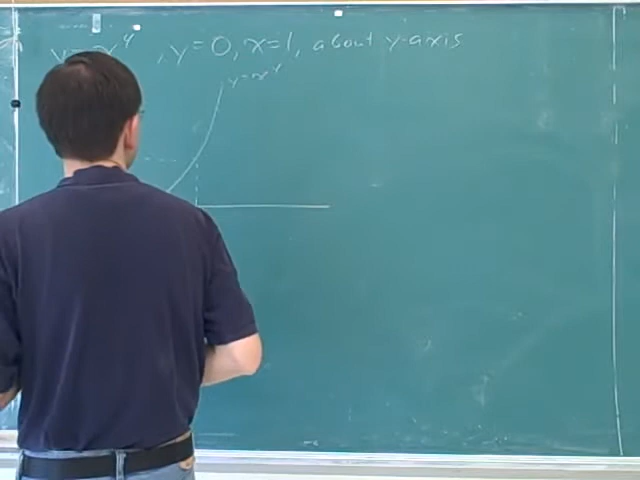 y=x⁴, y=0, x=1, about y-axis
y=x⁴